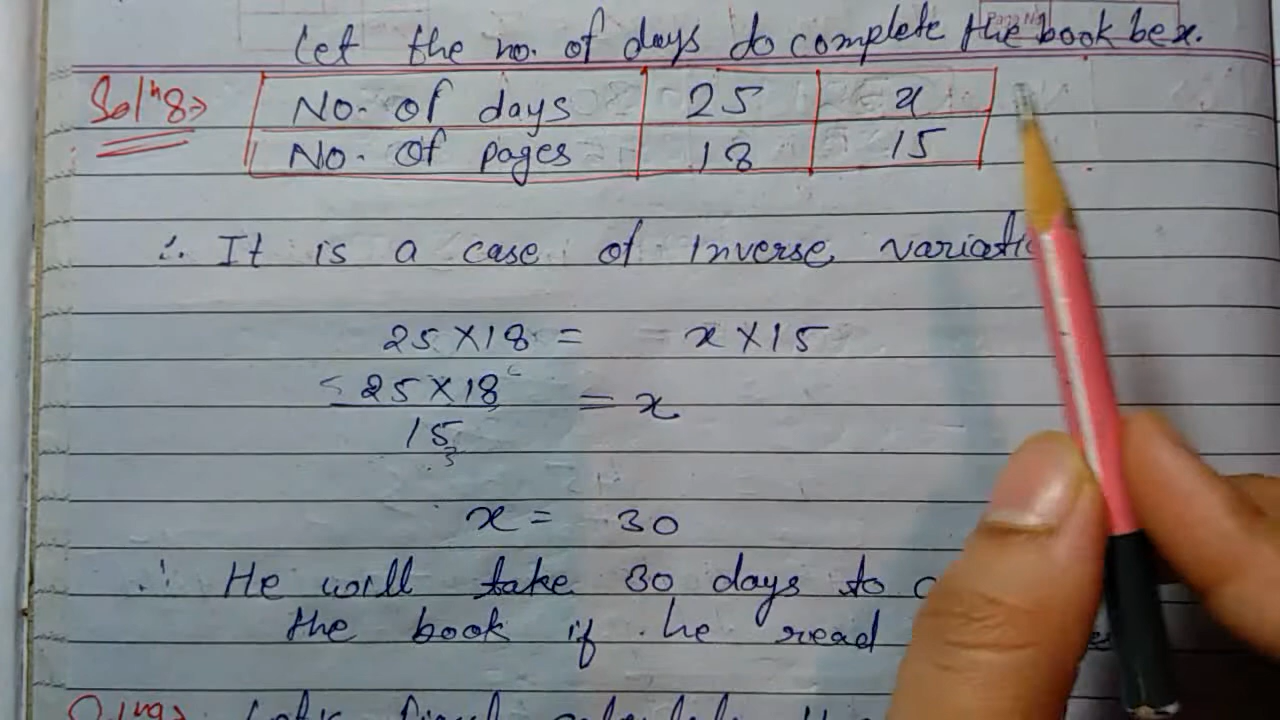 Let the no. of days to complete the book be x.
Solⁿ 8⇒
No. of days 25 x
No. of pages 18 15
∴ It is a case of Inverse
25 × 18 = x × 15
25 × 18 = x
15
x = 30
∴ He will take 30 days to
the book if he read